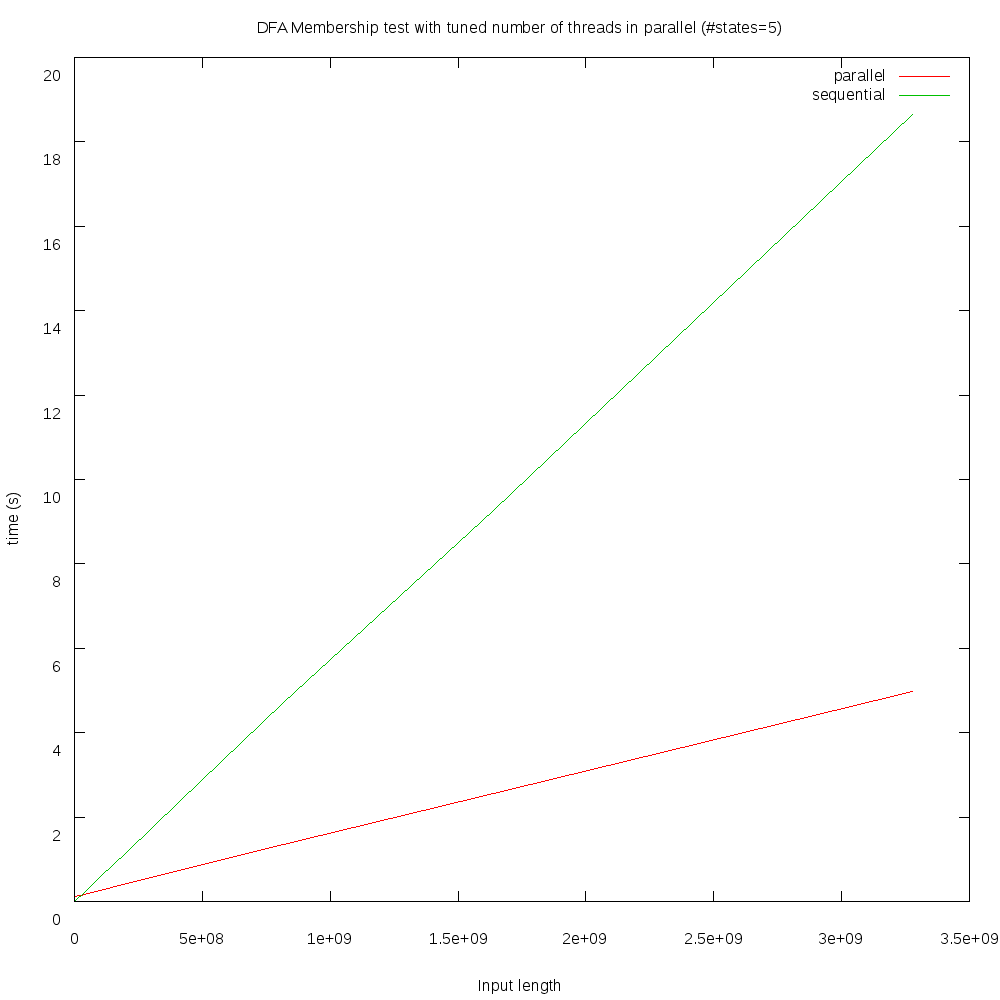 DFA Membership test with tuned number of threads in parallel (#states=5)
parallel
sequential
20
18
16
14
12
10
8
6
4
2
0
time (s)
0 5e+08 1e+09 1.5e+09 2e+09 2.5e+09 3e+09 3.5e+09
Input length